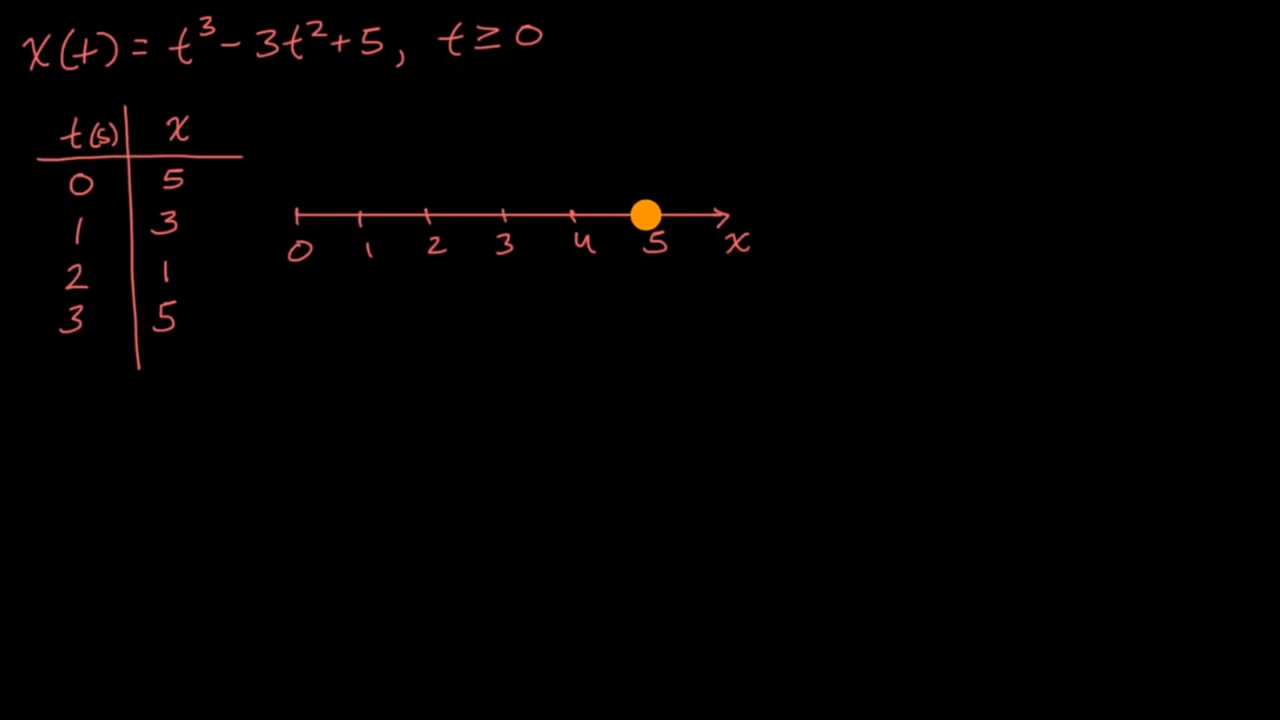 x(t) = t³ - 3t² + 5, t ≥ 0
t(s) x
0 5
1 3
2 1
3 5
0 1 2 3 4 5 x